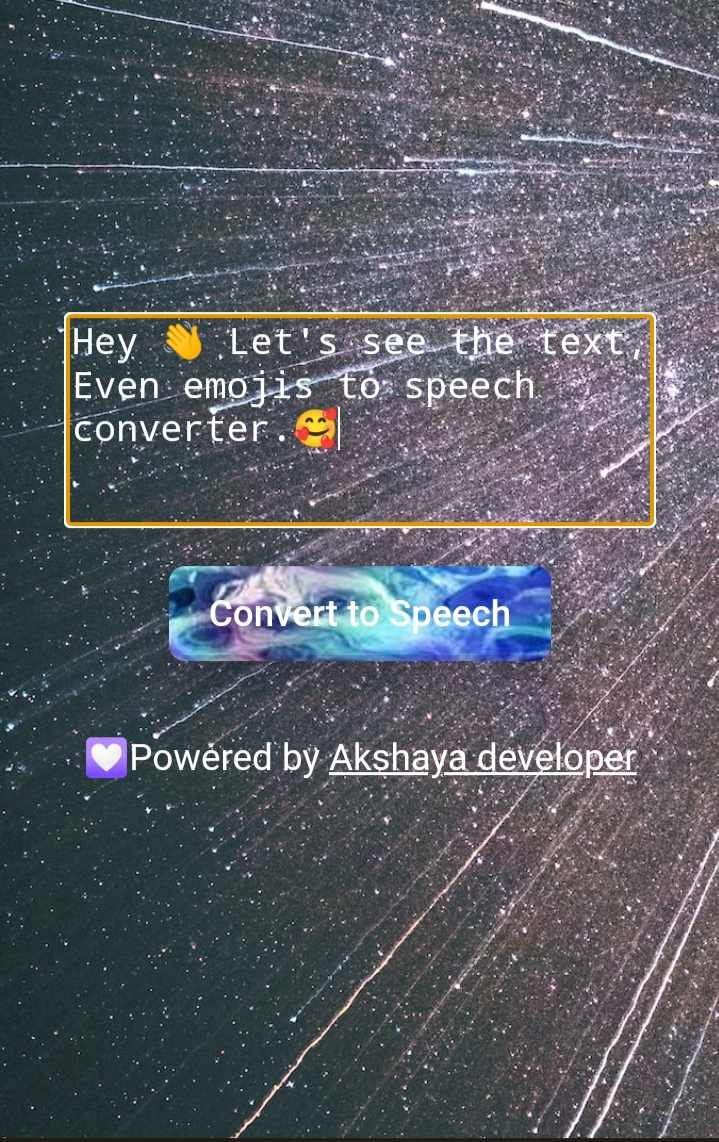 Hey 👋 Let's see the text,
Even emojis to speech
converter.🥰
Convert to Speech
💟Powered by Akshaya developer